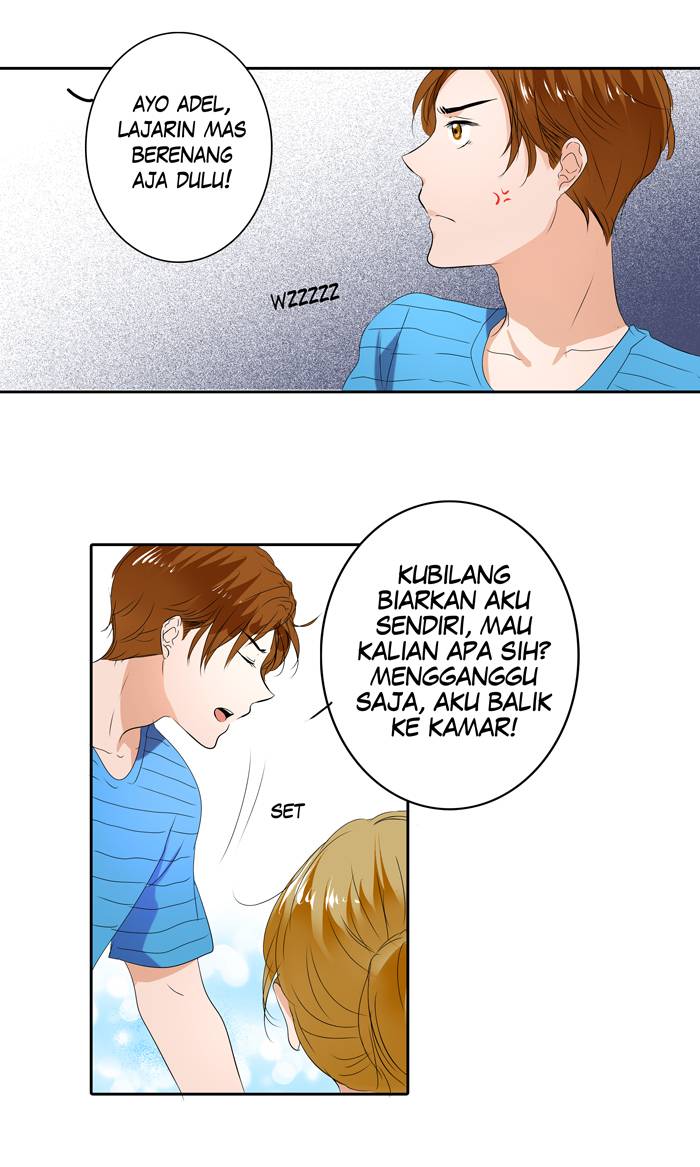 AYO ADEL,
LAJARIN MAS
BERENANG
AJA DULU!
WZZZZZ
KUBILANG
BIARKAN AKU
SENDIRI, MAU
KALIAN APA SIH?
MENGGANGGU
SAJA, AKU BALIK
KE KAMAR!
SET